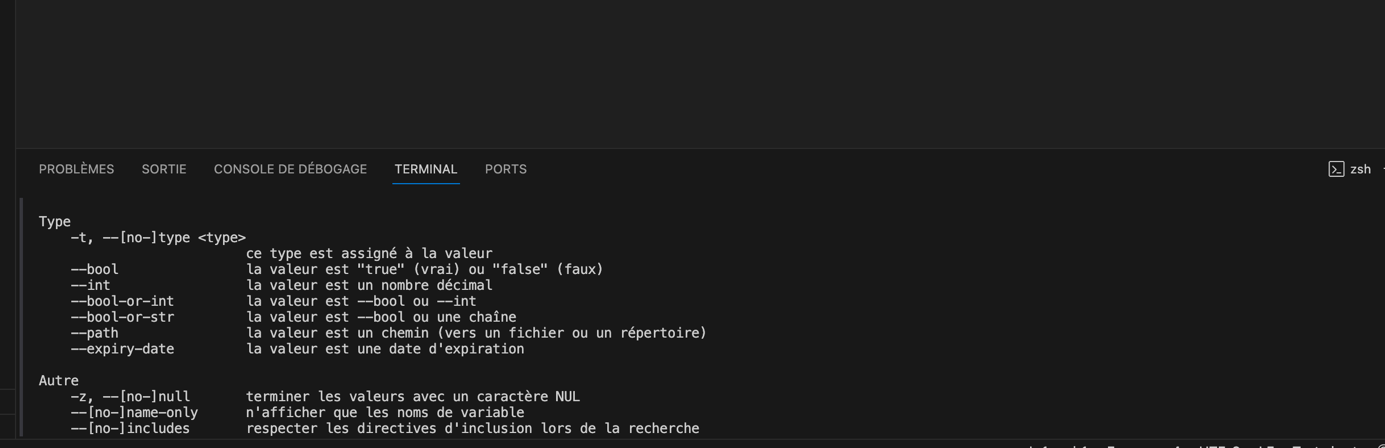 PROBLÈMES SORTIE CONSOLE DE DÉBOGAGE TERMINAL PORTS zsh
Type
-t, --[no-]type <type>
ce type est assigné à la valeur
--bool la valeur est "true" (vrai) ou "false" (faux)
--int la valeur est un nombre décimal
--bool-or-int la valeur est --bool ou --int
--bool-or-str la valeur est --bool ou une chaîne
--path la valeur est un chemin (vers un fichier ou un répertoire)
--expiry-date la valeur est une date d'expiration
Autre
-z, --[no-]null terminer les valeurs avec un caractère NUL
--[no-]name-only n'afficher que les noms de variable
--[no-]includes respecter les directives d'inclusion lors de la recherche